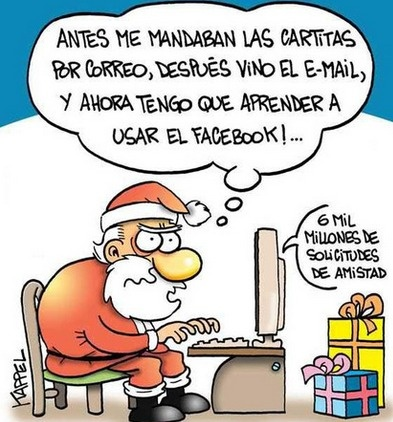 ANTES ME MANDABAN LAS CARTITAS
POR CORREO, DESPUÉS VINO EL E-MAIL,
Y AHORA TENGO QUE APRENDER A
USAR EL FACEBOOK!...
6 MIL
MILLONES DE
SOLICITUDES
DE AMISTAD
KAPPEL